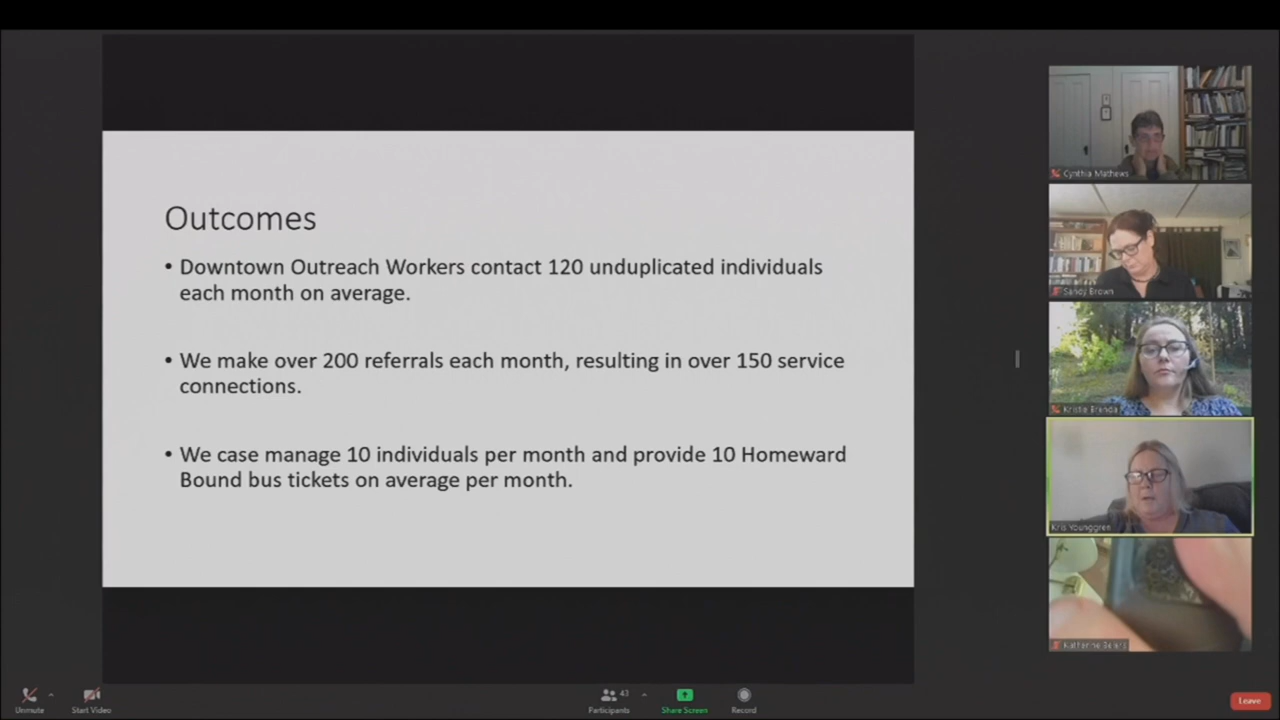 Outcomes
• Downtown Outreach Workers contact 120 unduplicated individuals
each month on average.
• We make over 200 referrals each month, resulting in over 150 service
connections.
• We case manage 10 individuals per month and provide 10 Homeward
Bound bus tickets on average per month.
Cynthia Mathews
Sandy Brown
Kristie
Kris Younggren
Katherine Beiers
Unmute
Start Video
43
Participants
Share Screen
Record
Leave